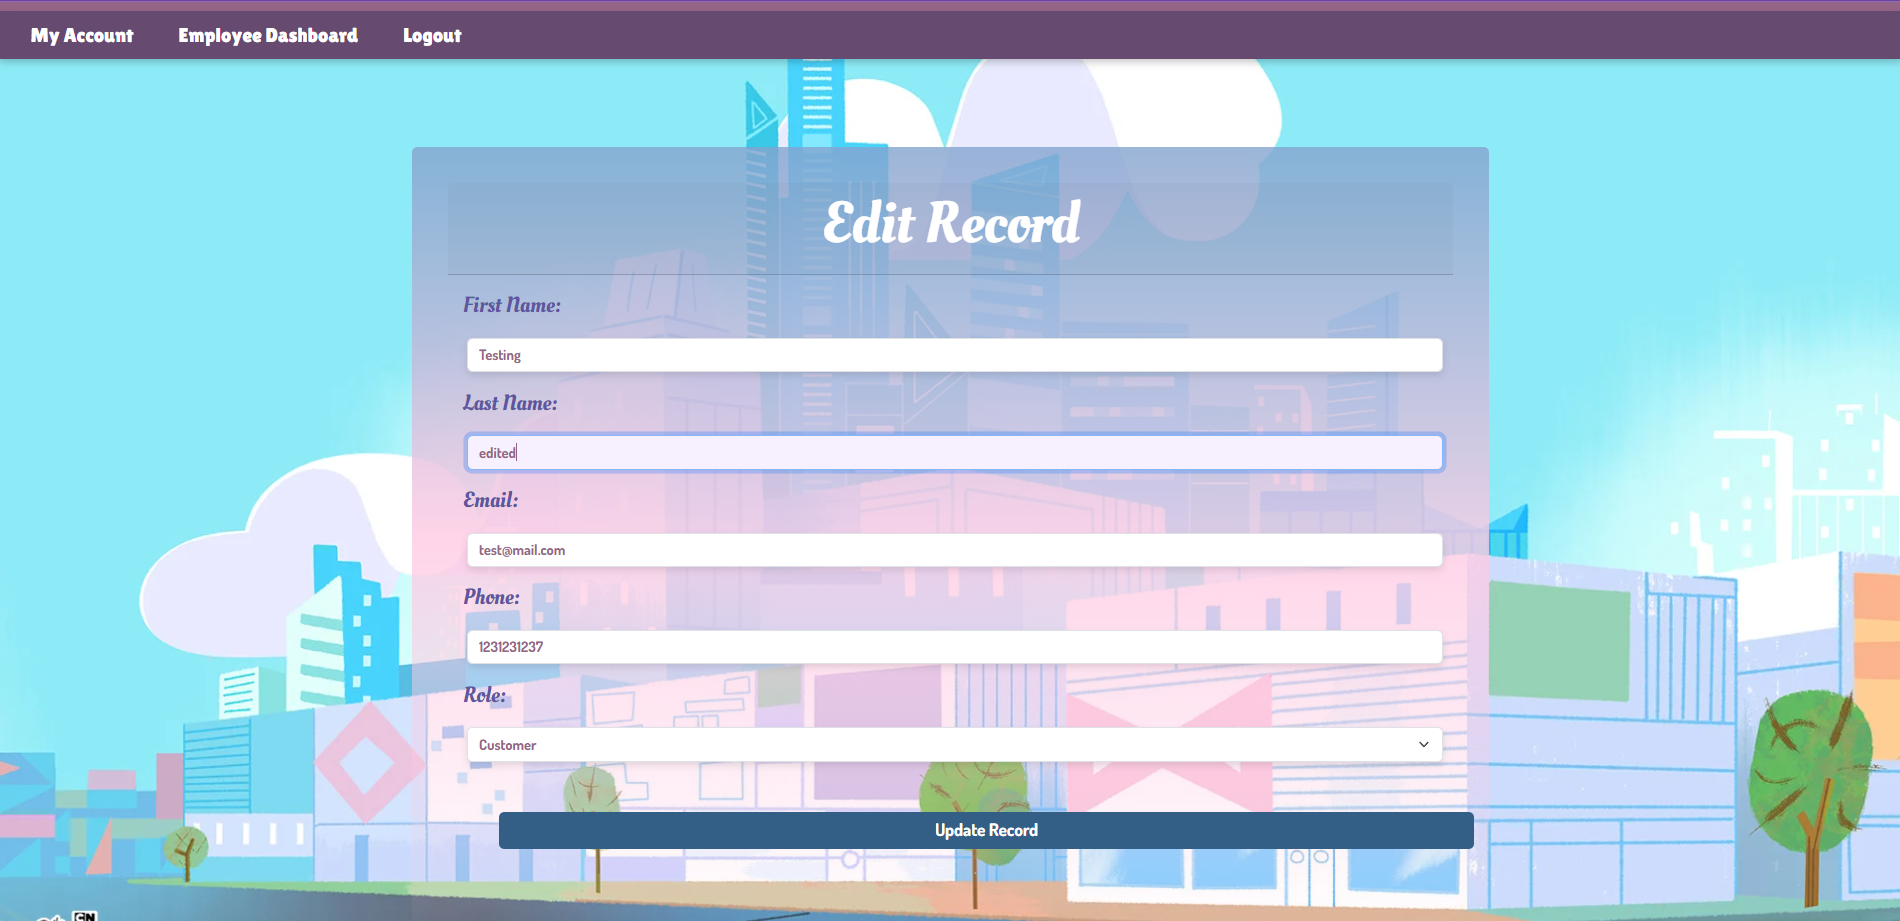 My Account Employee Dashboard Logout
Edit Record
First Name:
Testing
Last Name:
edited
Email:
test@mail.com
Phone:
1231231237
Role:
Customer
Update Record
CN